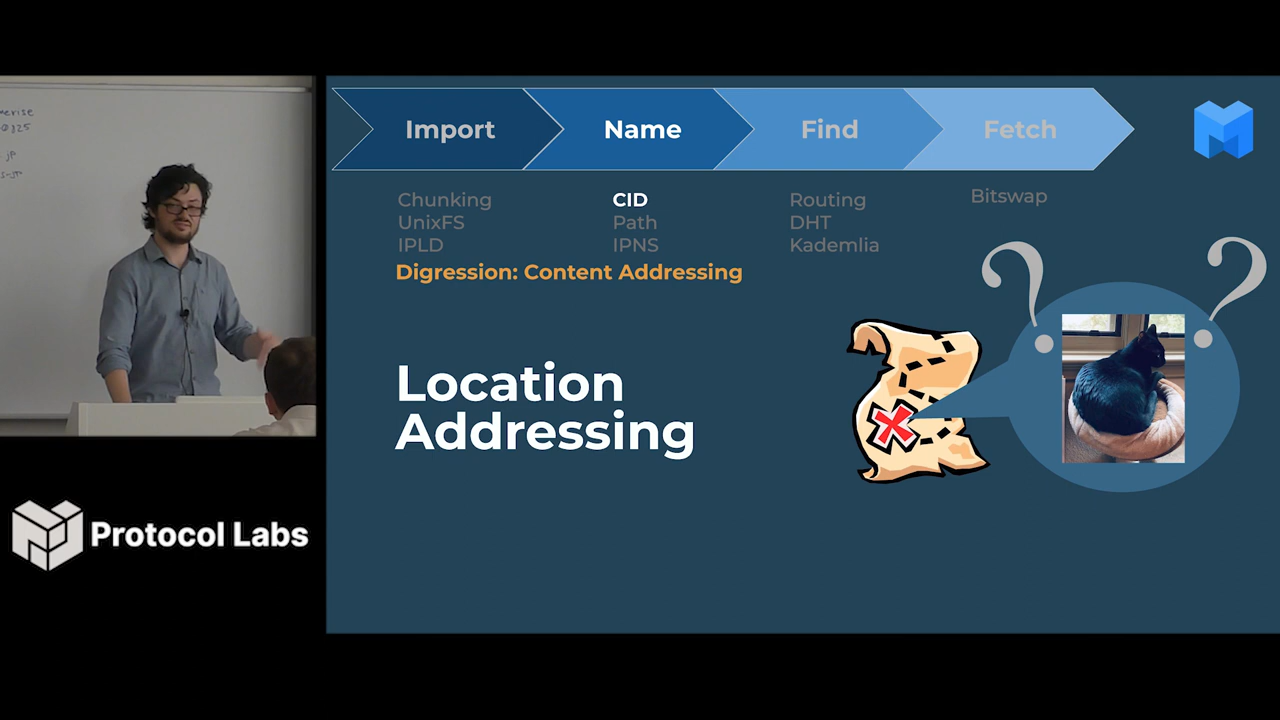 Import
Name
Find
Fetch
Chunking
UnixFS
IPLD
CID
Path
IPNS
Routing
DHT
Kademlia
Bitswap
Digression: Content Addressing
Location
Addressing
? ?
Protocol Labs